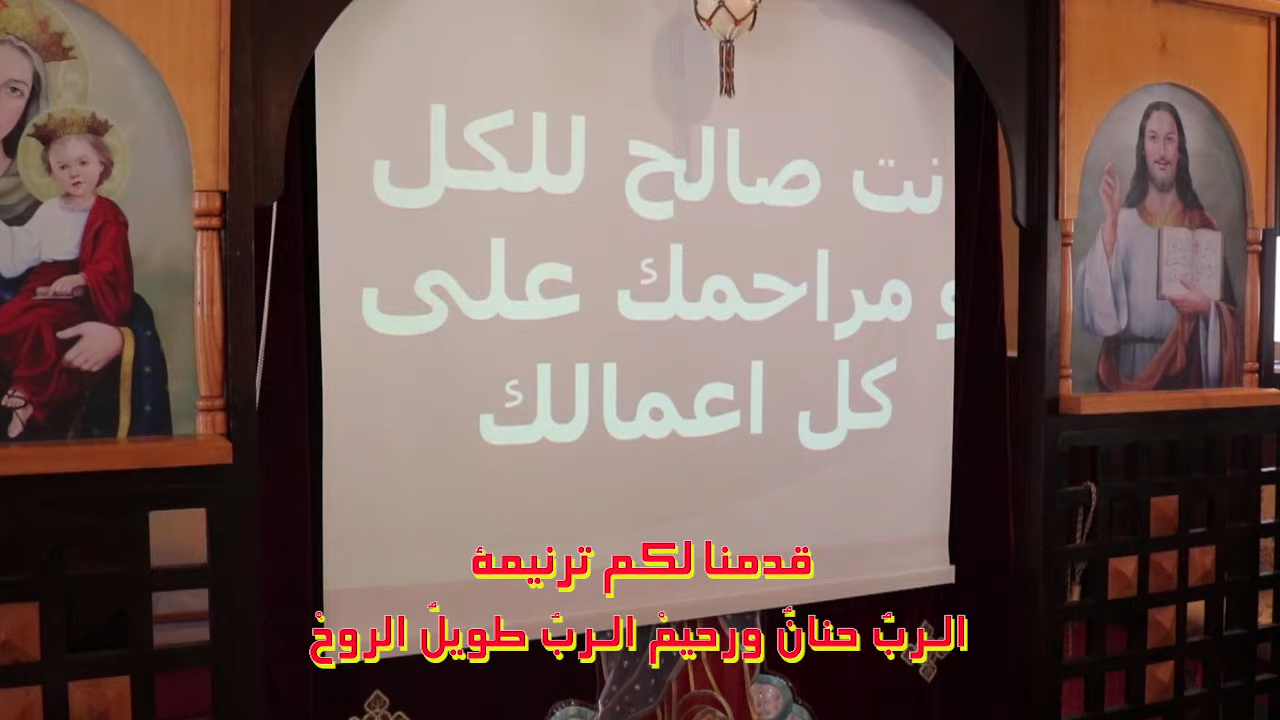 نت صالح للكل
و مراحمك على
كل اعمالك
قدمنا لكم ترنيمة
الربٌ حنانٌ ورحيمْ الربٌ طويلٌ الروحْ